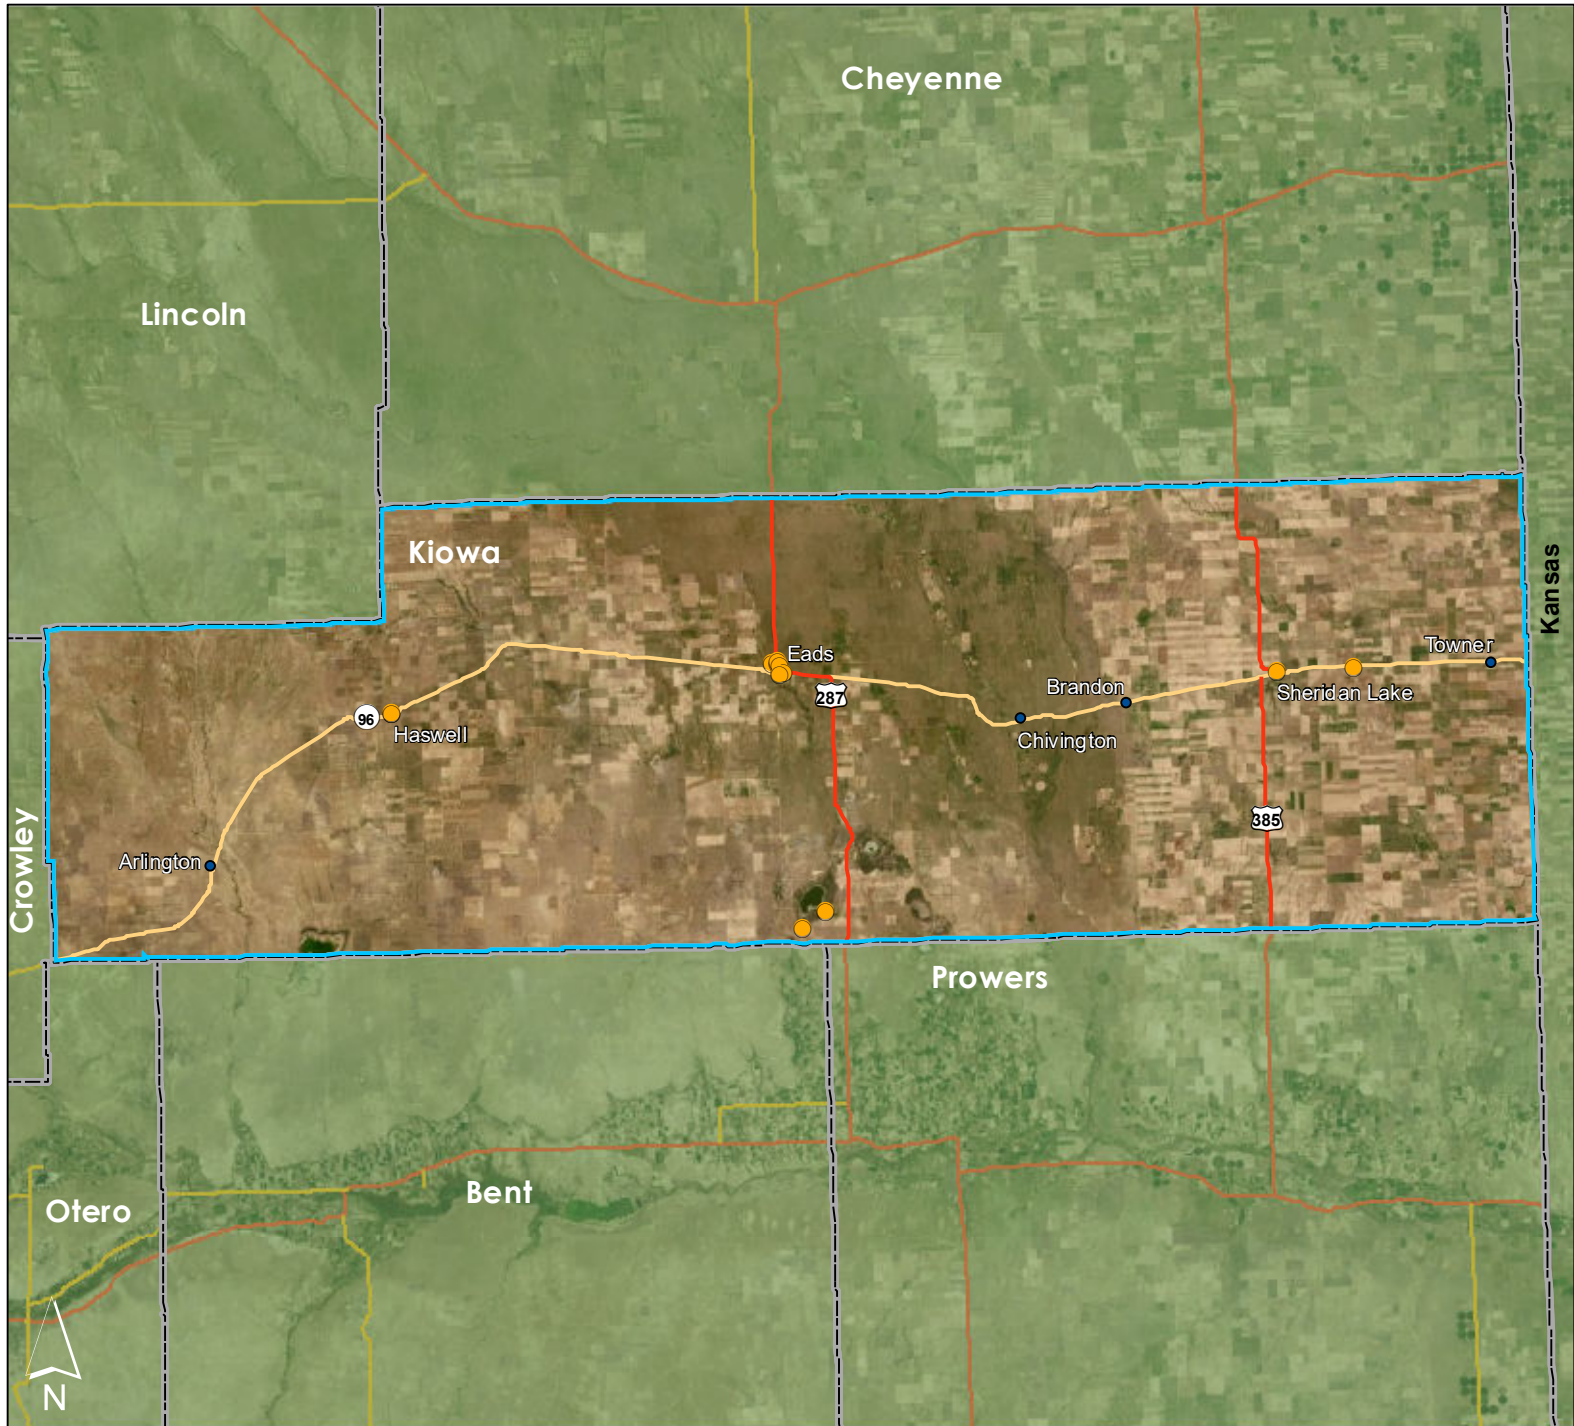 Cheyenne
Lincoln
Kiowa
Kansas
Eads
Towner
287
Brandon
Sheridan Lake
96
Haswell
Chivington
385
Arlington
Crowley
Prowers
Bent
Otero
N